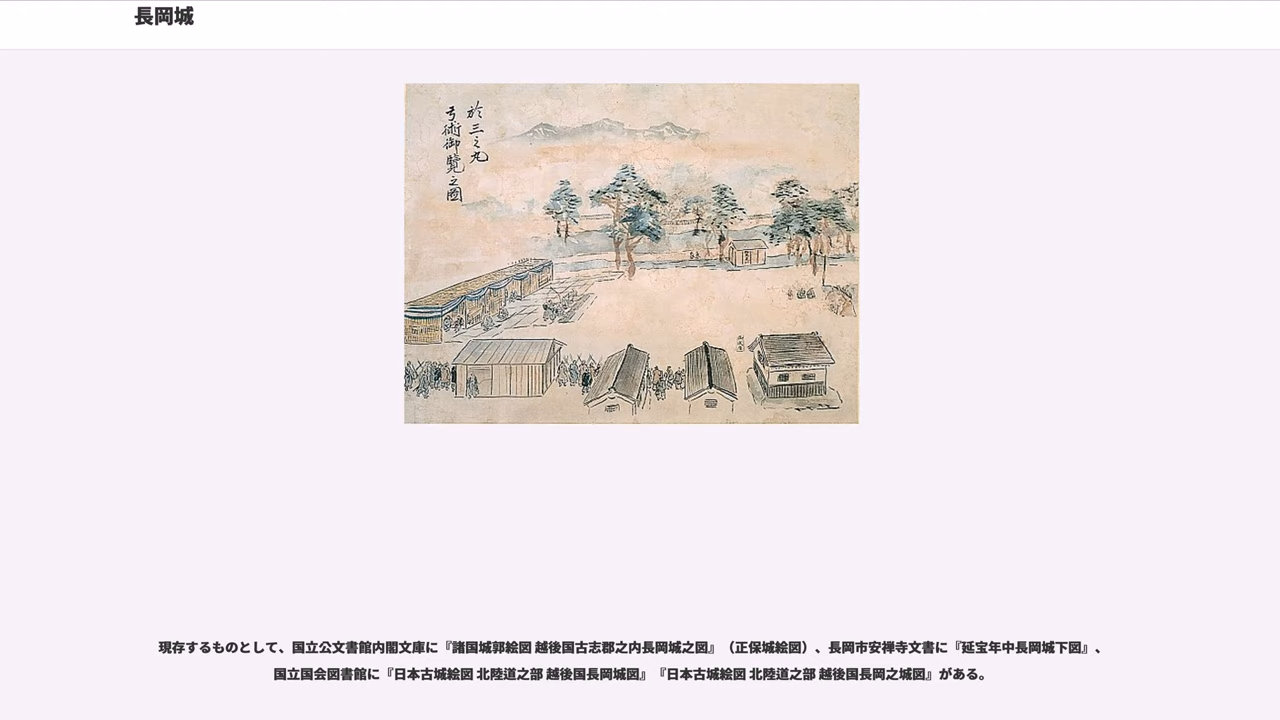 長岡城
於三之丸
弓術御覽之圖
現存するものとして、国立公文書館内閣文庫に『諸国城郭絵図 越後国古志郡之内長岡城之図』（正保城絵図）、長岡市安禅寺文書に『延宝年中長岡城下図』、
国立国会図書館に『日本古城絵図 北陸道之部 越後国長岡城図』『日本古城絵図 北陸道之部 越後国長岡之城図』がある。